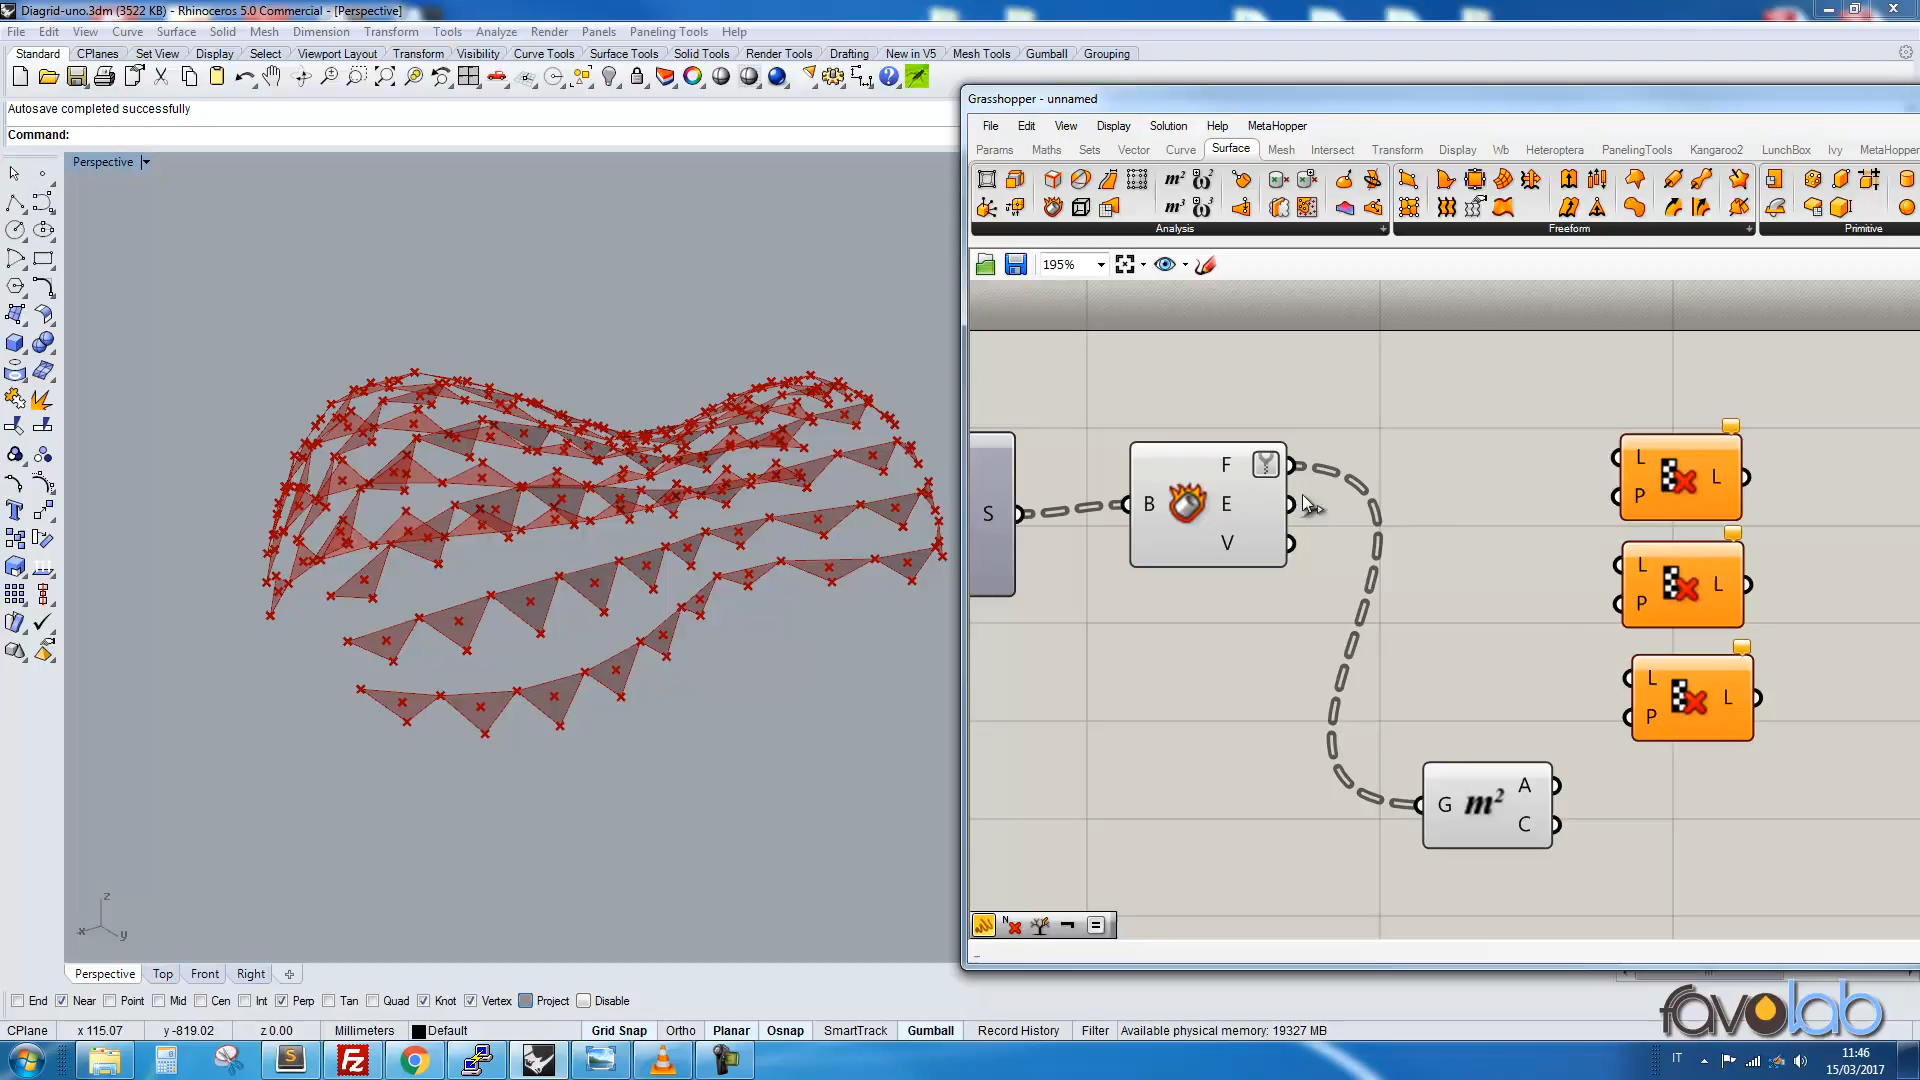 Diagrid-uno.3dm (3522 KB) - Rhinoceros 5.0 Commercial - [Perspective]
File Edit View Curve Surface Solid Mesh Dimension Transform Tools Analyze Render Panels Paneling Tools Help
Standard CPlanes Set View Display Select Viewport Layout Transform Visibility Curve Tools Surface Tools Solid Tools Mesh Tools Render Tools Drafting New in V5 Mesh Tools Gumball Grouping
Autosave completed successfully
Command:
Perspective
Grasshopper - unnamed
File Edit View Display Solution Help MetaHopper
Params Maths Sets Vector Curve Surface Mesh Intersect Transform Display Wb Heteroptera PanelingTools Kangaroo2 LunchBox Ivy MetaHopper
m² m³
Analysis Freeform Primitive
195%
S
B F E V
L P L
L P L
L P L
G m² A C
z
x y
Perspective Top Front Right
End Near Point Mid Cen Int Perp Tan Quad Knot Vertex Project Disable
CPlane x 115.07 y -819.02 z 0.00 Millimeters Default Grid Snap Ortho Planar Osnap SmartTrack Gumball Record History Filter Available physical memory: 19327 MB
favolab
IT
11:46
15/03/2017